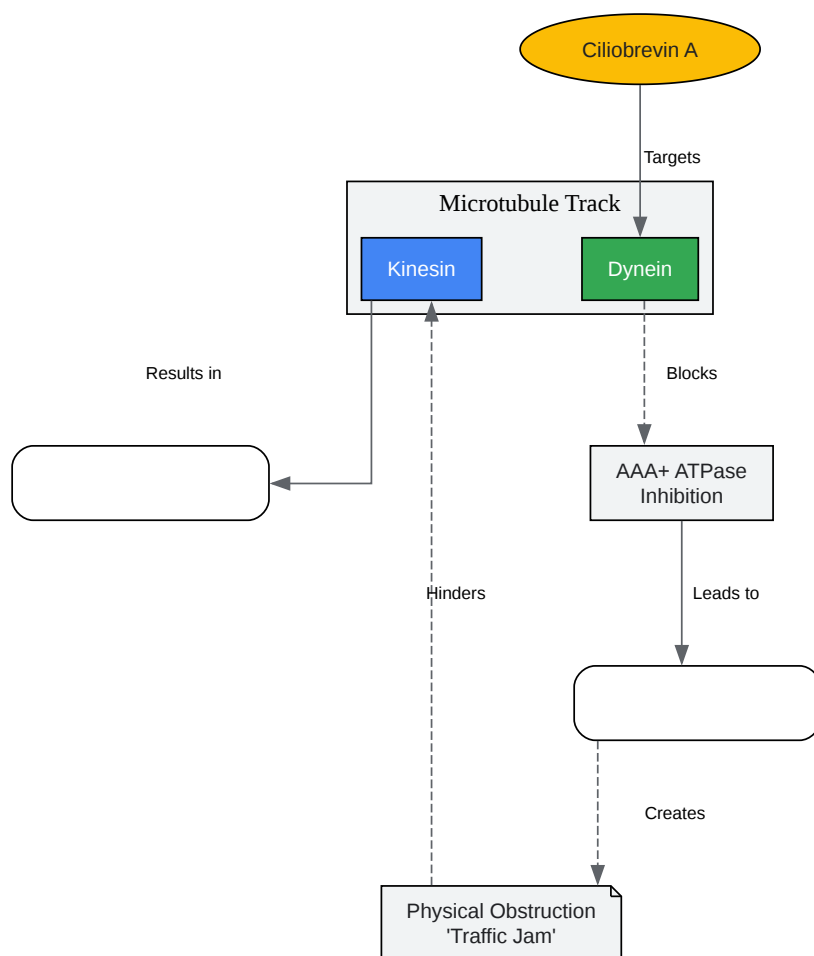 Ciliobrevin A
Targets
Microtubule Track
Kinesin
Dynein
Results in
Blocks
AAA+ ATPase
Inhibition
Hinders
Leads to
Creates
Physical Obstruction
'Traffic Jam'